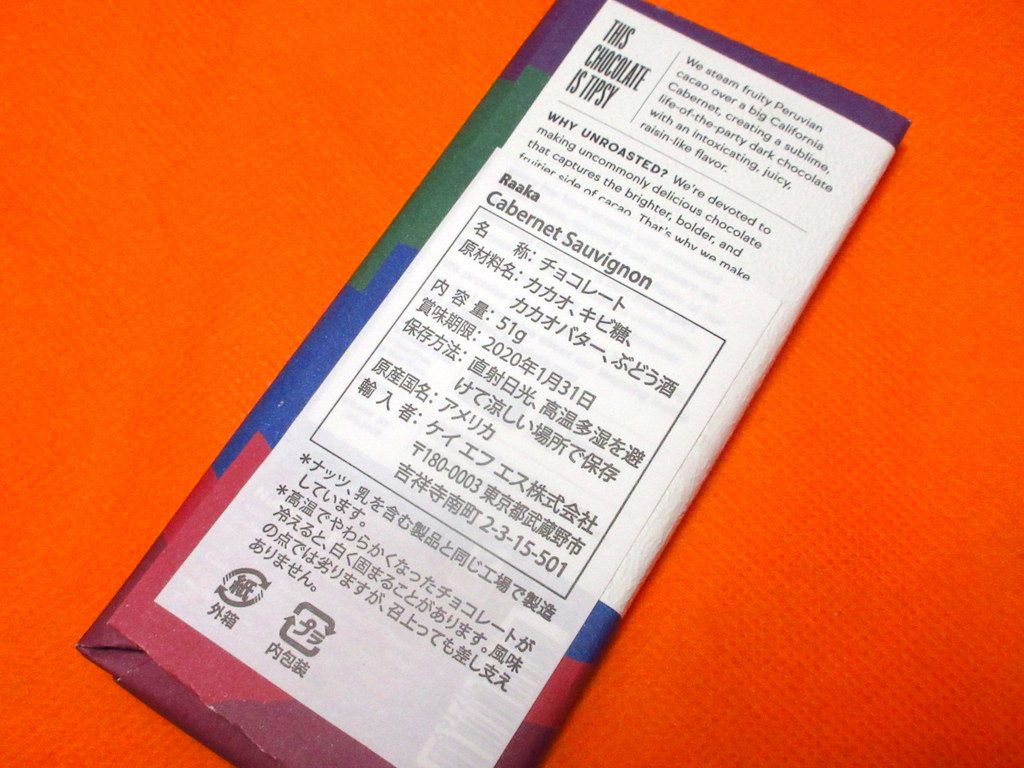 THIS
CHOCOLATE
IS TIPSY
We steam fruity Peruvian
cacao over a big California
Cabernet, creating a sublime,
life-of-the-party dark chocolate
with an intoxicating, juicy,
raisin-like flavor.
WHY UNROASTED? We're devoted to
making uncommonly delicious chocolate
that captures the brighter, bolder, and
fruitier side of cacao. That's why we make
Raaka
Cabernet Sauvignon
名 称: チョコレート
原材料名: カカオ、キビ糖、
カカオバター、ぶどう酒
内 容 量: 51g
賞味期限: 2020年1月31日
保存方法: 直射日光、高温多湿を避
けて涼しい場所で保存
原産国名: アメリカ
輸 入 者: ケイ エフ エス株式会社
〒180-0003 東京都武蔵野市
吉祥寺南町 2-3-15-501
*ナッツ、乳を含む製品と同じ工場で製造
しています。
*高温でやわらかくなったチョコレートが
冷えると、白く固まることがあります。風味
の点では劣りますが、召上っても差し支え
ありません。
紙
外箱
プラ
内包装